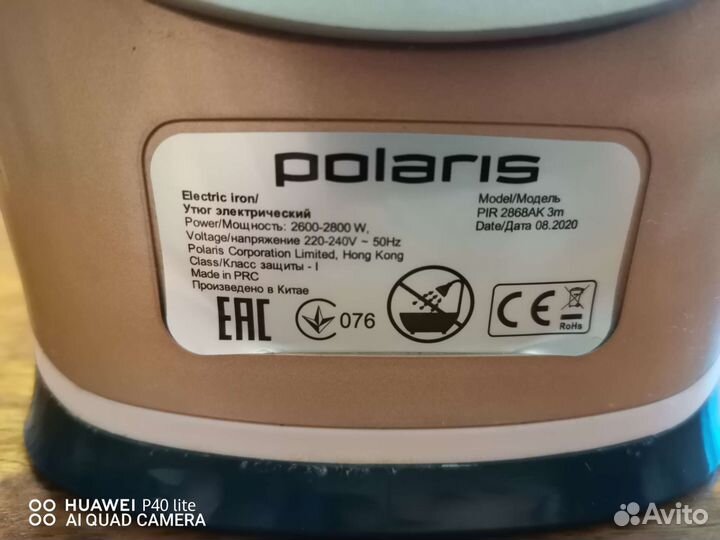 polaris
Electric iron/
Утюг электрический
Power/Мощность: 2600-2800 W,
Voltage/напряжение 220-240V ~ 50Hz
Polaris Corporation Limited, Hong Kong
Class/Класс защиты - I
Made in PRC
Произведено в Китае
Model/Модель
PIR 2868AK 3m
Date/Дата 08.2020
EAC
076
CE
RoHs
HUAWEI P40 lite
AI QUAD CAMERA
Avito